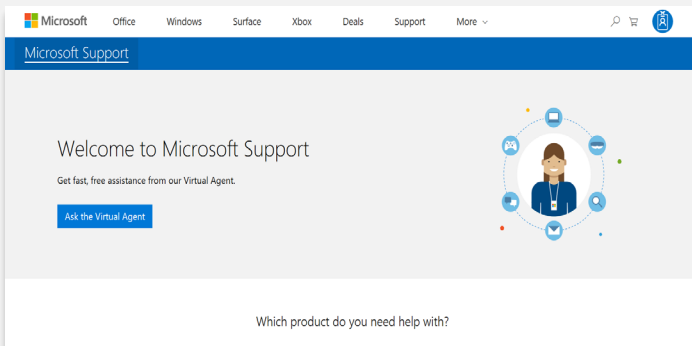 Microsoft Office Windows Surface Xbox Deals Support More
Microsoft Support
Welcome to Microsoft Support
Get fast, free assistance from our Virtual Agent.
Ask the Virtual Agent
Which product do you need help with?